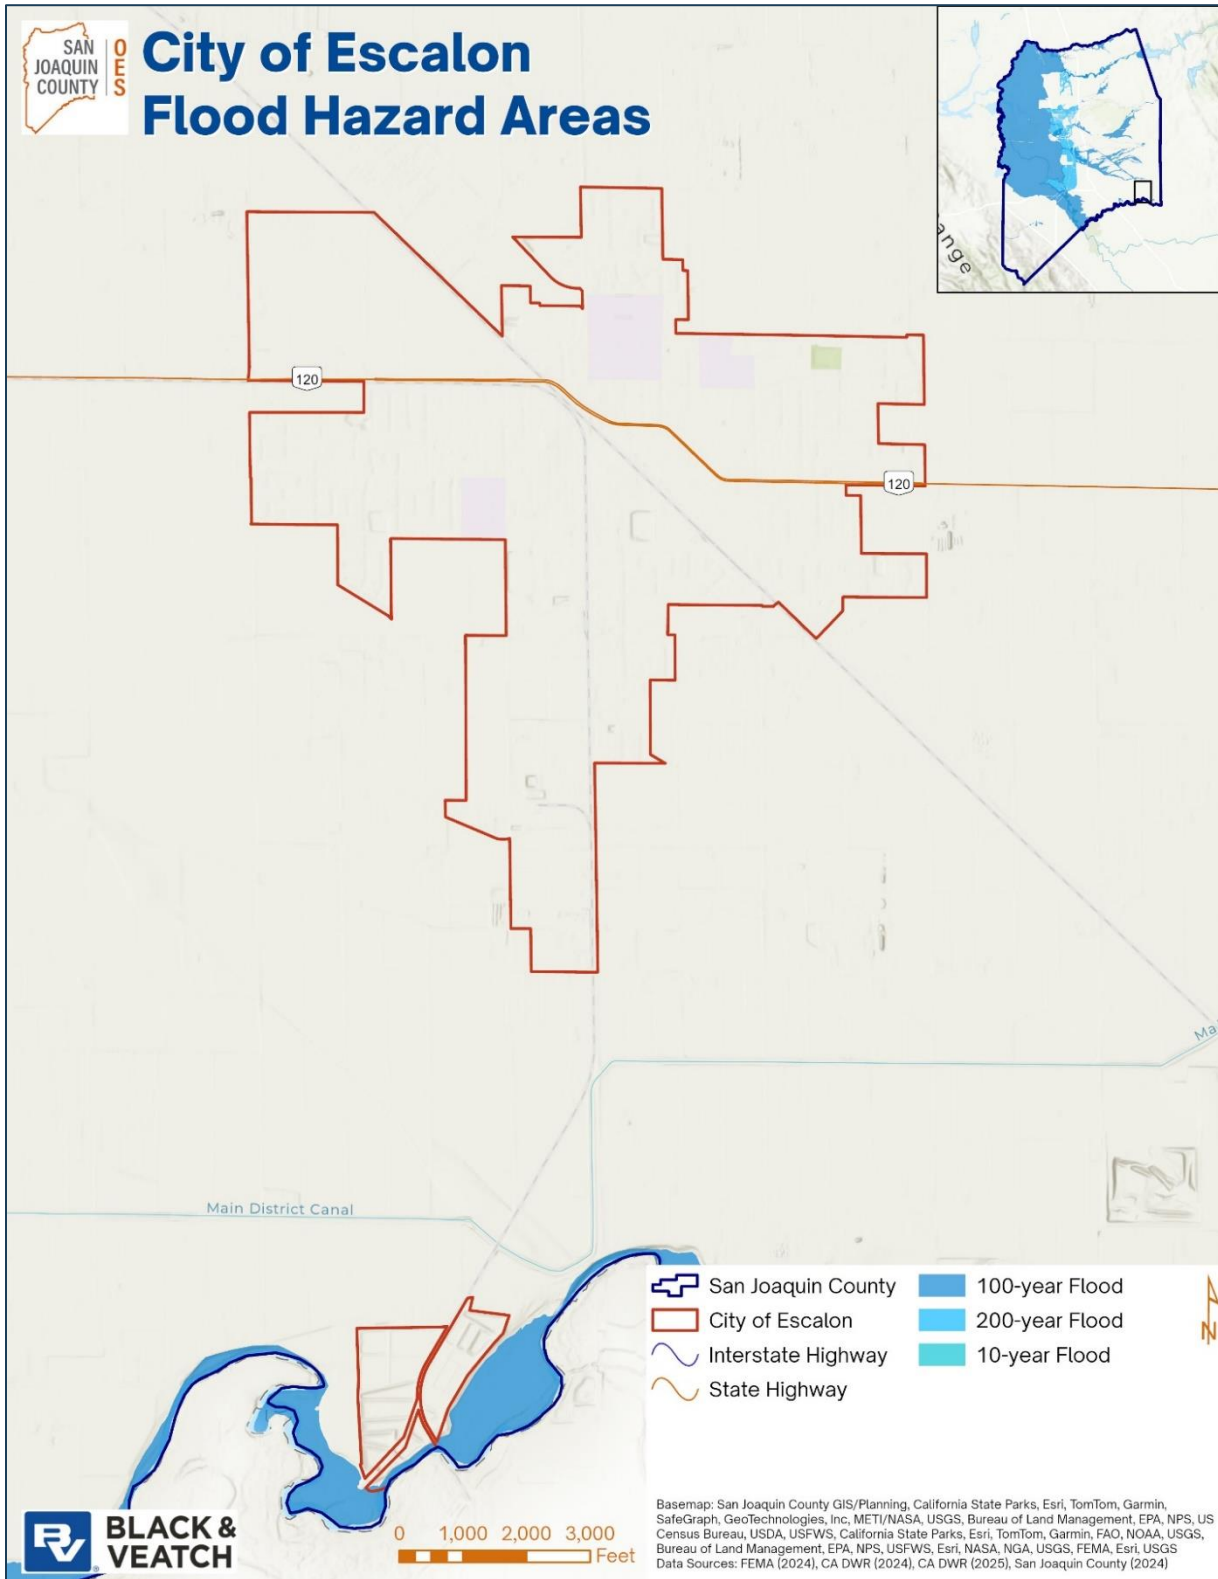 SAN
JOAQUIN
COUNTY
OES
City of Escalon
Flood Hazard Areas
ange
120
120
Ma
Main District Canal
San Joaquin County
City of Escalon
Interstate Highway
State Highway
100-year Flood
200-year Flood
10-year Flood
N
BV
BLACK &
VEATCH
0 1,000 2,000 3,000
Feet
Basemap: San Joaquin County GIS/Planning, California State Parks, Esri, TomTom, Garmin,
SafeGraph, GeoTechnologies, Inc, METI/NASA, USGS, Bureau of Land Management, EPA, NPS, US
Census Bureau, USDA, USFWS, California State Parks, Esri, TomTom, Garmin, FAO, NOAA, USGS,
Bureau of Land Management, EPA, NPS, USFWS, Esri, NASA, NGA, USGS, FEMA, Esri, USGS
Data Sources: FEMA (2024), CA DWR (2024), CA DWR (2025), San Joaquin County (2024)